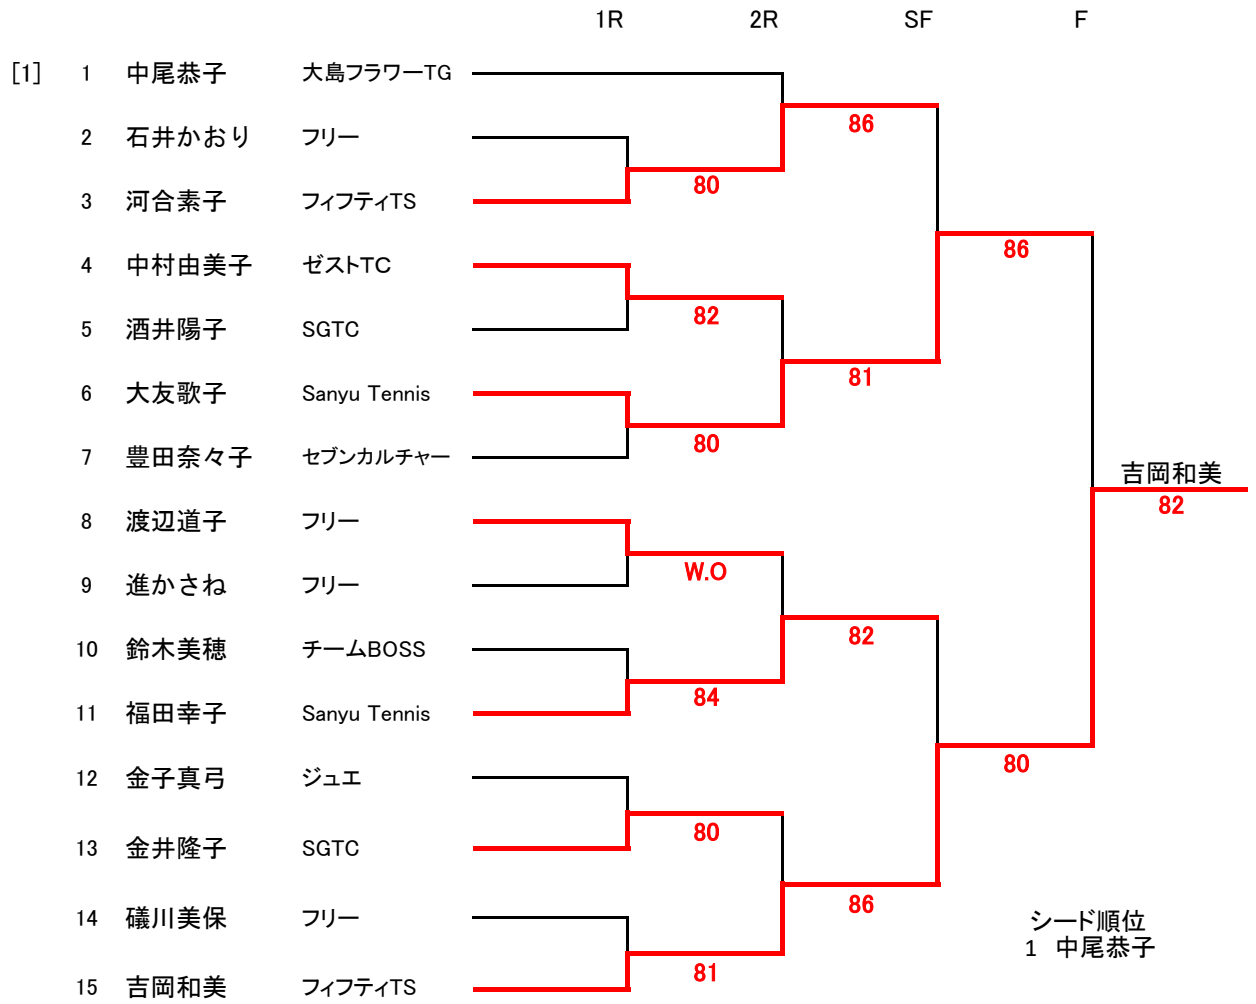 1R 2R SF F
[1] 1 中尾恭子 大島フラワーTG
86
2 石井かおり フリー
80
3 河合素子 フィフティTS
86
4 中村由美子 ゼストTC
82
5 酒井陽子 SGTC
81
6 大友歌子 Sanyu Tennis
80
7 豊田奈々子 セブンカルチャー
吉岡和美
82
8 渡辺道子 フリー
W.O
9 進かさね フリー
82
10 鈴木美穂 チームBOSS
84
11 福田幸子 Sanyu Tennis
80
12 金子真弓 ジュエ
80
13 金井隆子 SGTC
86
14 礒川美保 フリー
シード順位
1 中尾恭子
81
15 吉岡和美 フィフティTS